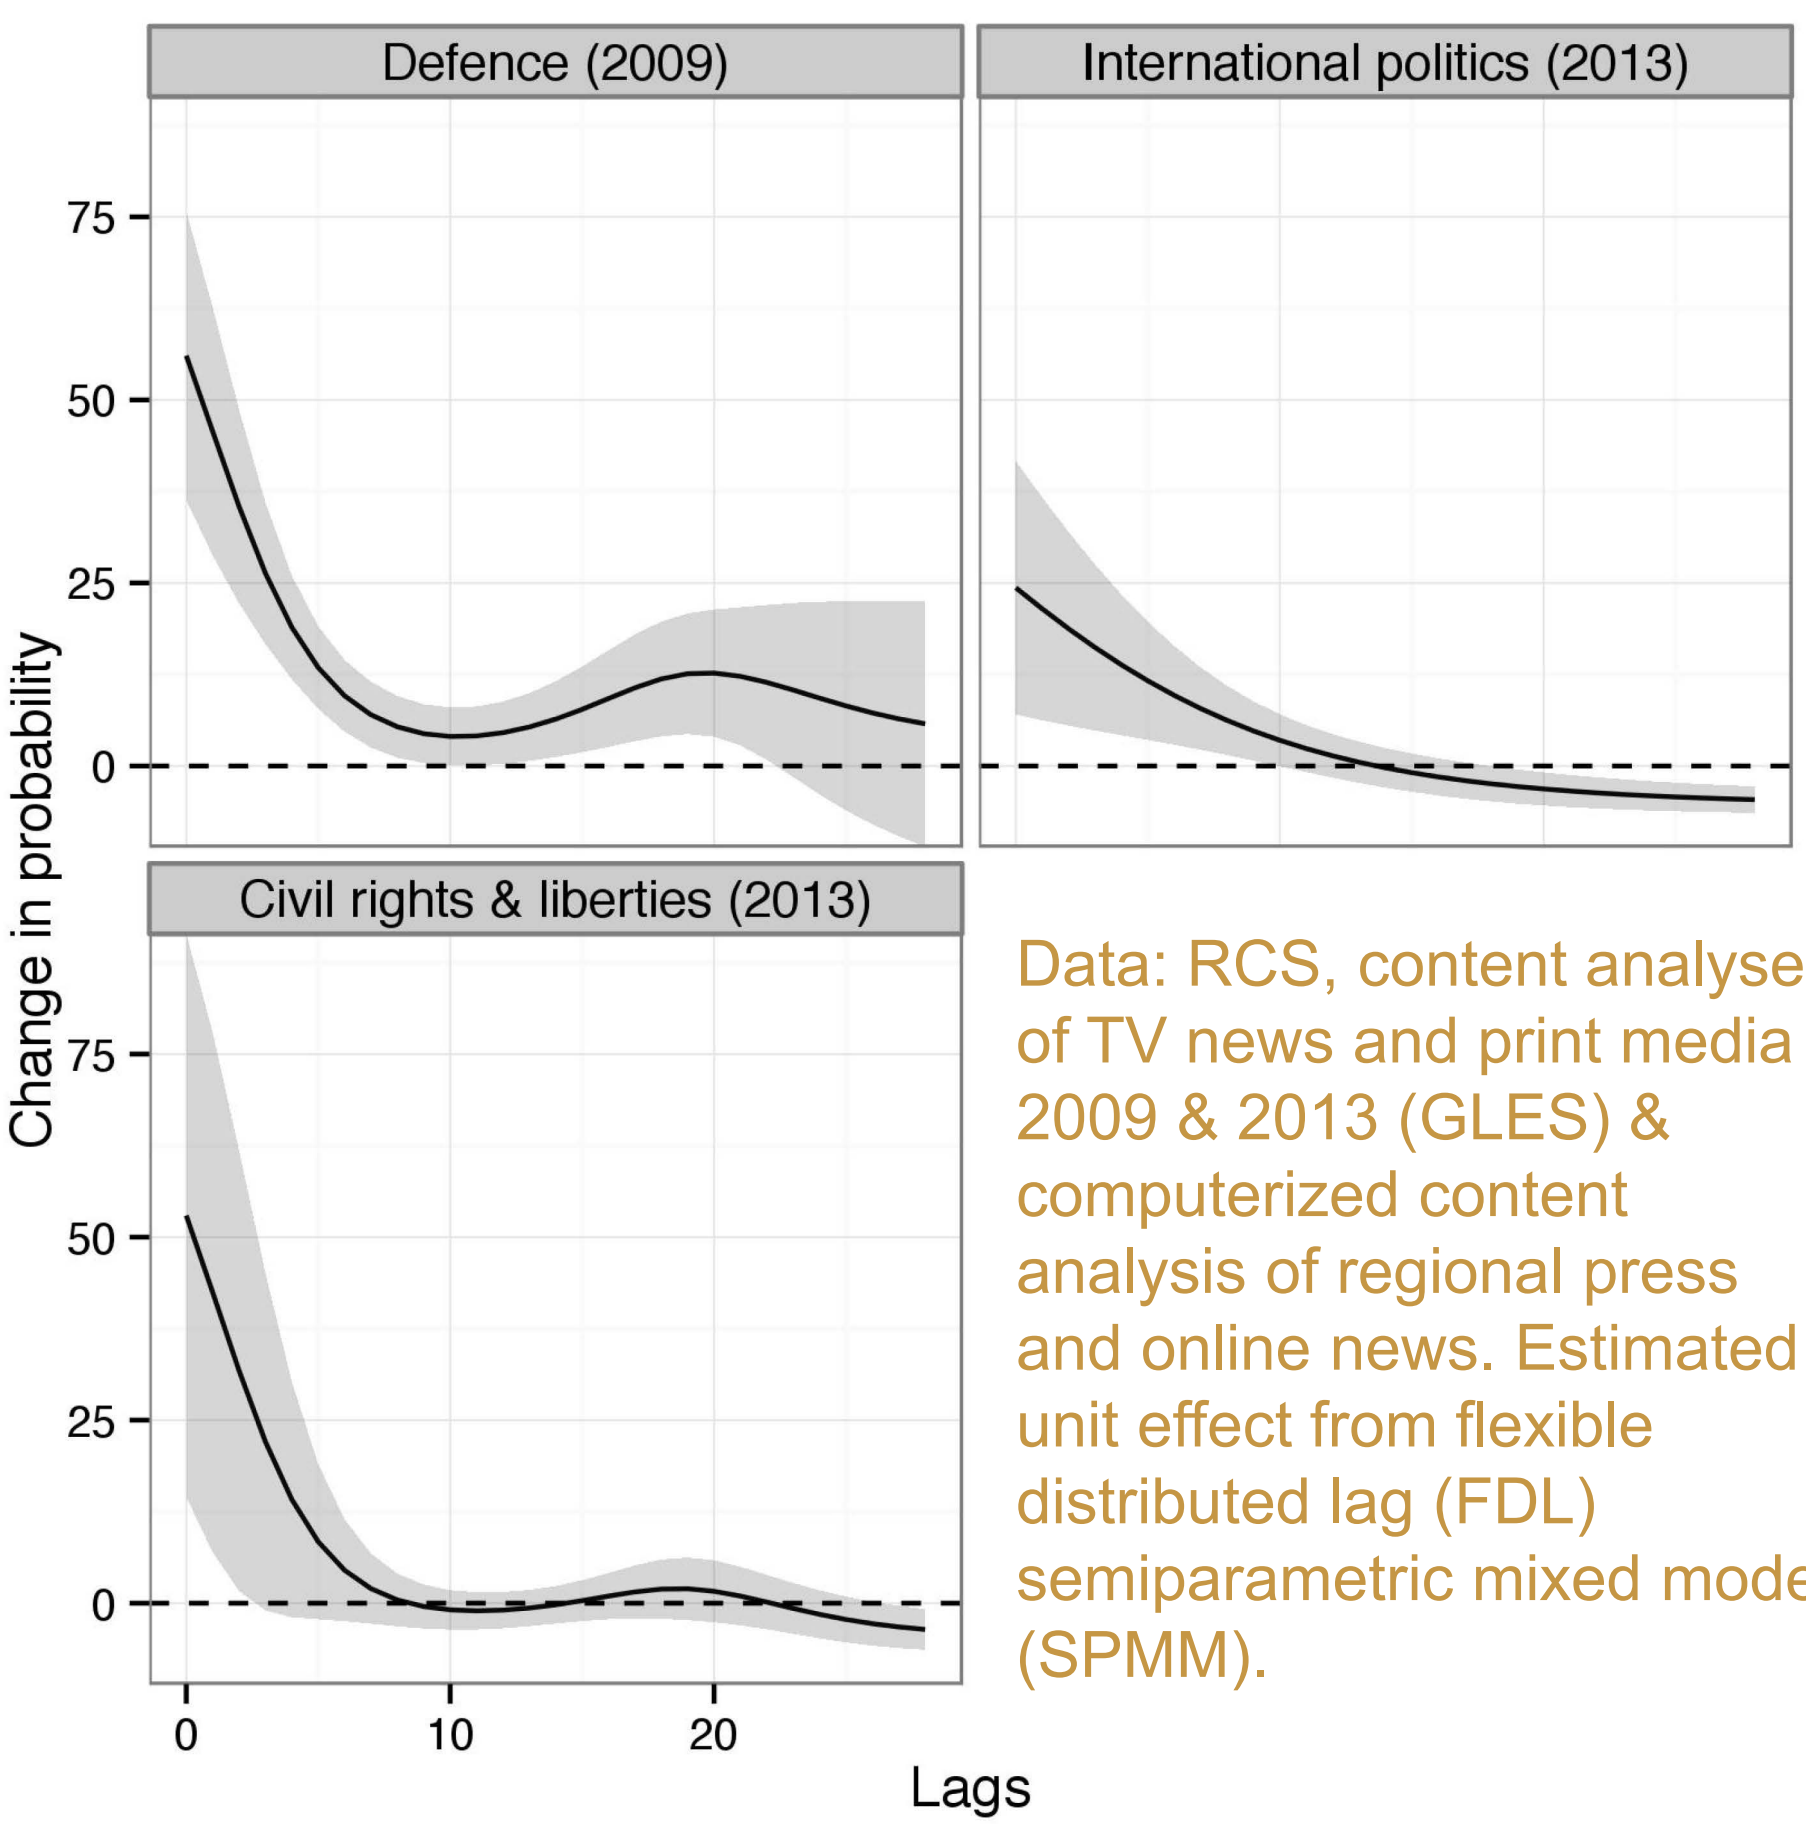 Defence (2009)
International politics (2013)
75
50
25
0
Change in probability
Civil rights & liberties (2013)
75
50
25
0
0
10
20
Lags
Data: RCS, content analyse
of TV news and print media
2009 & 2013 (GLES) &
computerized content
analysis of regional press
and online news. Estimated
unit effect from flexible
distributed lag (FDL)
semiparametric mixed mode
(SPMM).